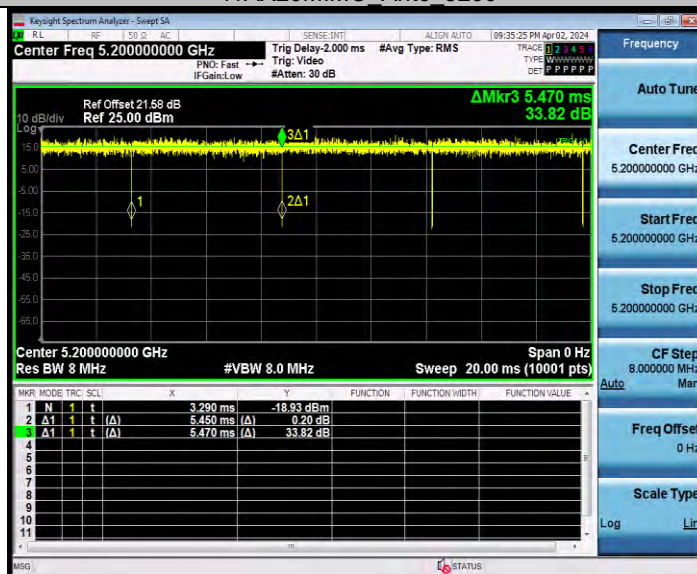 Keysight Spectrum Analyzer - Swept SA
RL RF 50 Ω AC SENSE:INT ALIGN AUTO 09:35:25 PM Apr 02, 2024
Center Freq 5.200000000 GHz
PNO: Fast
IFGain:Low
Trig Delay-2.000 ms
Trig: Video
#Atten: 30 dB
#Avg Type: RMS
TRACE 1 2 3 4 5 6
TYPE WWWWWW
DET P P P P P P
Ref Offset 21.58 dB
10 dB/div Ref 25.00 dBm
Log
ΔMkr3 5.470 ms
33.82 dB
15.0
5.00
-5.00
-15.0
-25.0
-35.0
-45.0
-55.0
-65.0
3Δ1
1
2Δ1
Center 5.200000000 GHz Span 0 Hz
Res BW 8 MHz #VBW 8.0 MHz Sweep 20.00 ms (10001 pts)
MKR MODE TRC SCL X Y FUNCTION FUNCTION WIDTH FUNCTION VALUE
1 N 1 t 3.290 ms -18.93 dBm
2 Δ1 1 t (Δ) 5.450 ms (Δ) 0.20 dB
3 Δ1 1 t (Δ) 5.470 ms (Δ) 33.82 dB
4
5
6
7
8
9
10
11
MSG STATUS
Frequency
Auto Tune
Center Freq
5.200000000 GHz
Start Freq
5.200000000 GHz
Stop Freq
5.200000000 GHz
CF Step
8.000000 MHz
Auto Man
Freq Offset
0 Hz
Scale Type
Log Lin